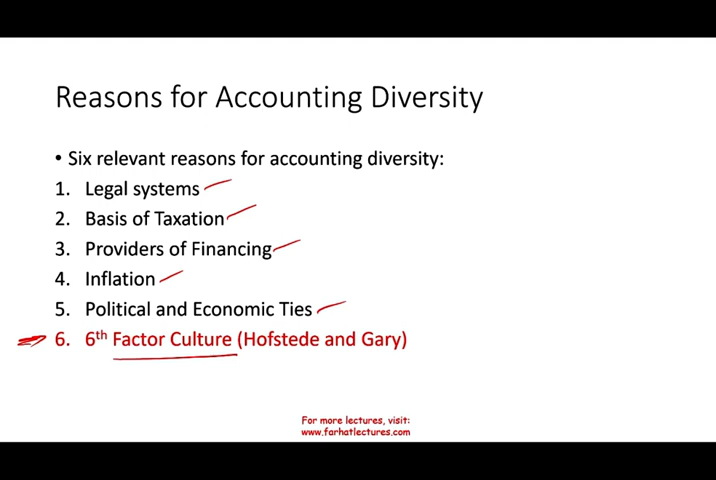 Reasons for Accounting Diversity
• Six relevant reasons for accounting diversity:
1. Legal systems
2. Basis of Taxation
3. Providers of Financing
4. Inflation
5. Political and Economic Ties
6. 6th Factor Culture (Hofstede and Gary)
For more lectures, visit:
www.farhatlectures.com